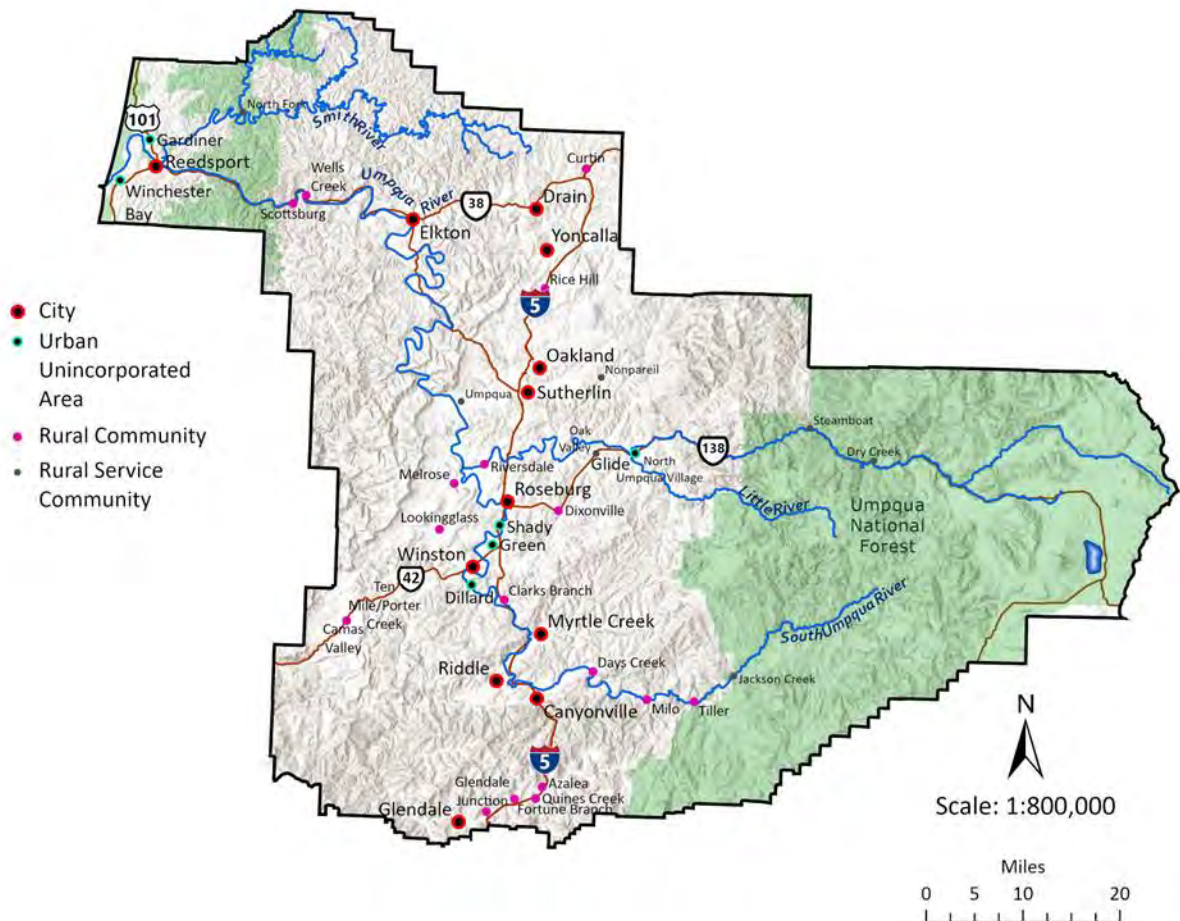 North Fork
Smith River
101
Gardiner
Reedsport
Curtin
Wells
Creek
Umpqua
River
Winchester
Bay
Scottsburg
38
Drain
Elkton
Yoncalla
Rice Hill
5
City
Urban
Unincorporated
Area
Rural Community
Rural Service
Community
Oakland
Nonpareil
Sutherlin
Umpqua
Steamboat
Oak
Valley
138
Dry Creek
Glide
North
Umpqua Village
Riversdale
Melrose
Roseburg
Little River
Dixonville
Umpqua
National
Forest
Lookingglass
Shady
Green
Winston
42
Ten
Mile/Porter
Creek
Dillard
Clarks Branch
Camas
Valley
Myrtle Creek
South Umpqua River
Days Creek
Riddle
Jackson Creek
Canyonville
Milo
Tiller
5
Glendale
Junction
Azalea
Quines Creek
Fortune Branch
Glendale
N
Scale: 1:800,000
Miles
0 5 10 20